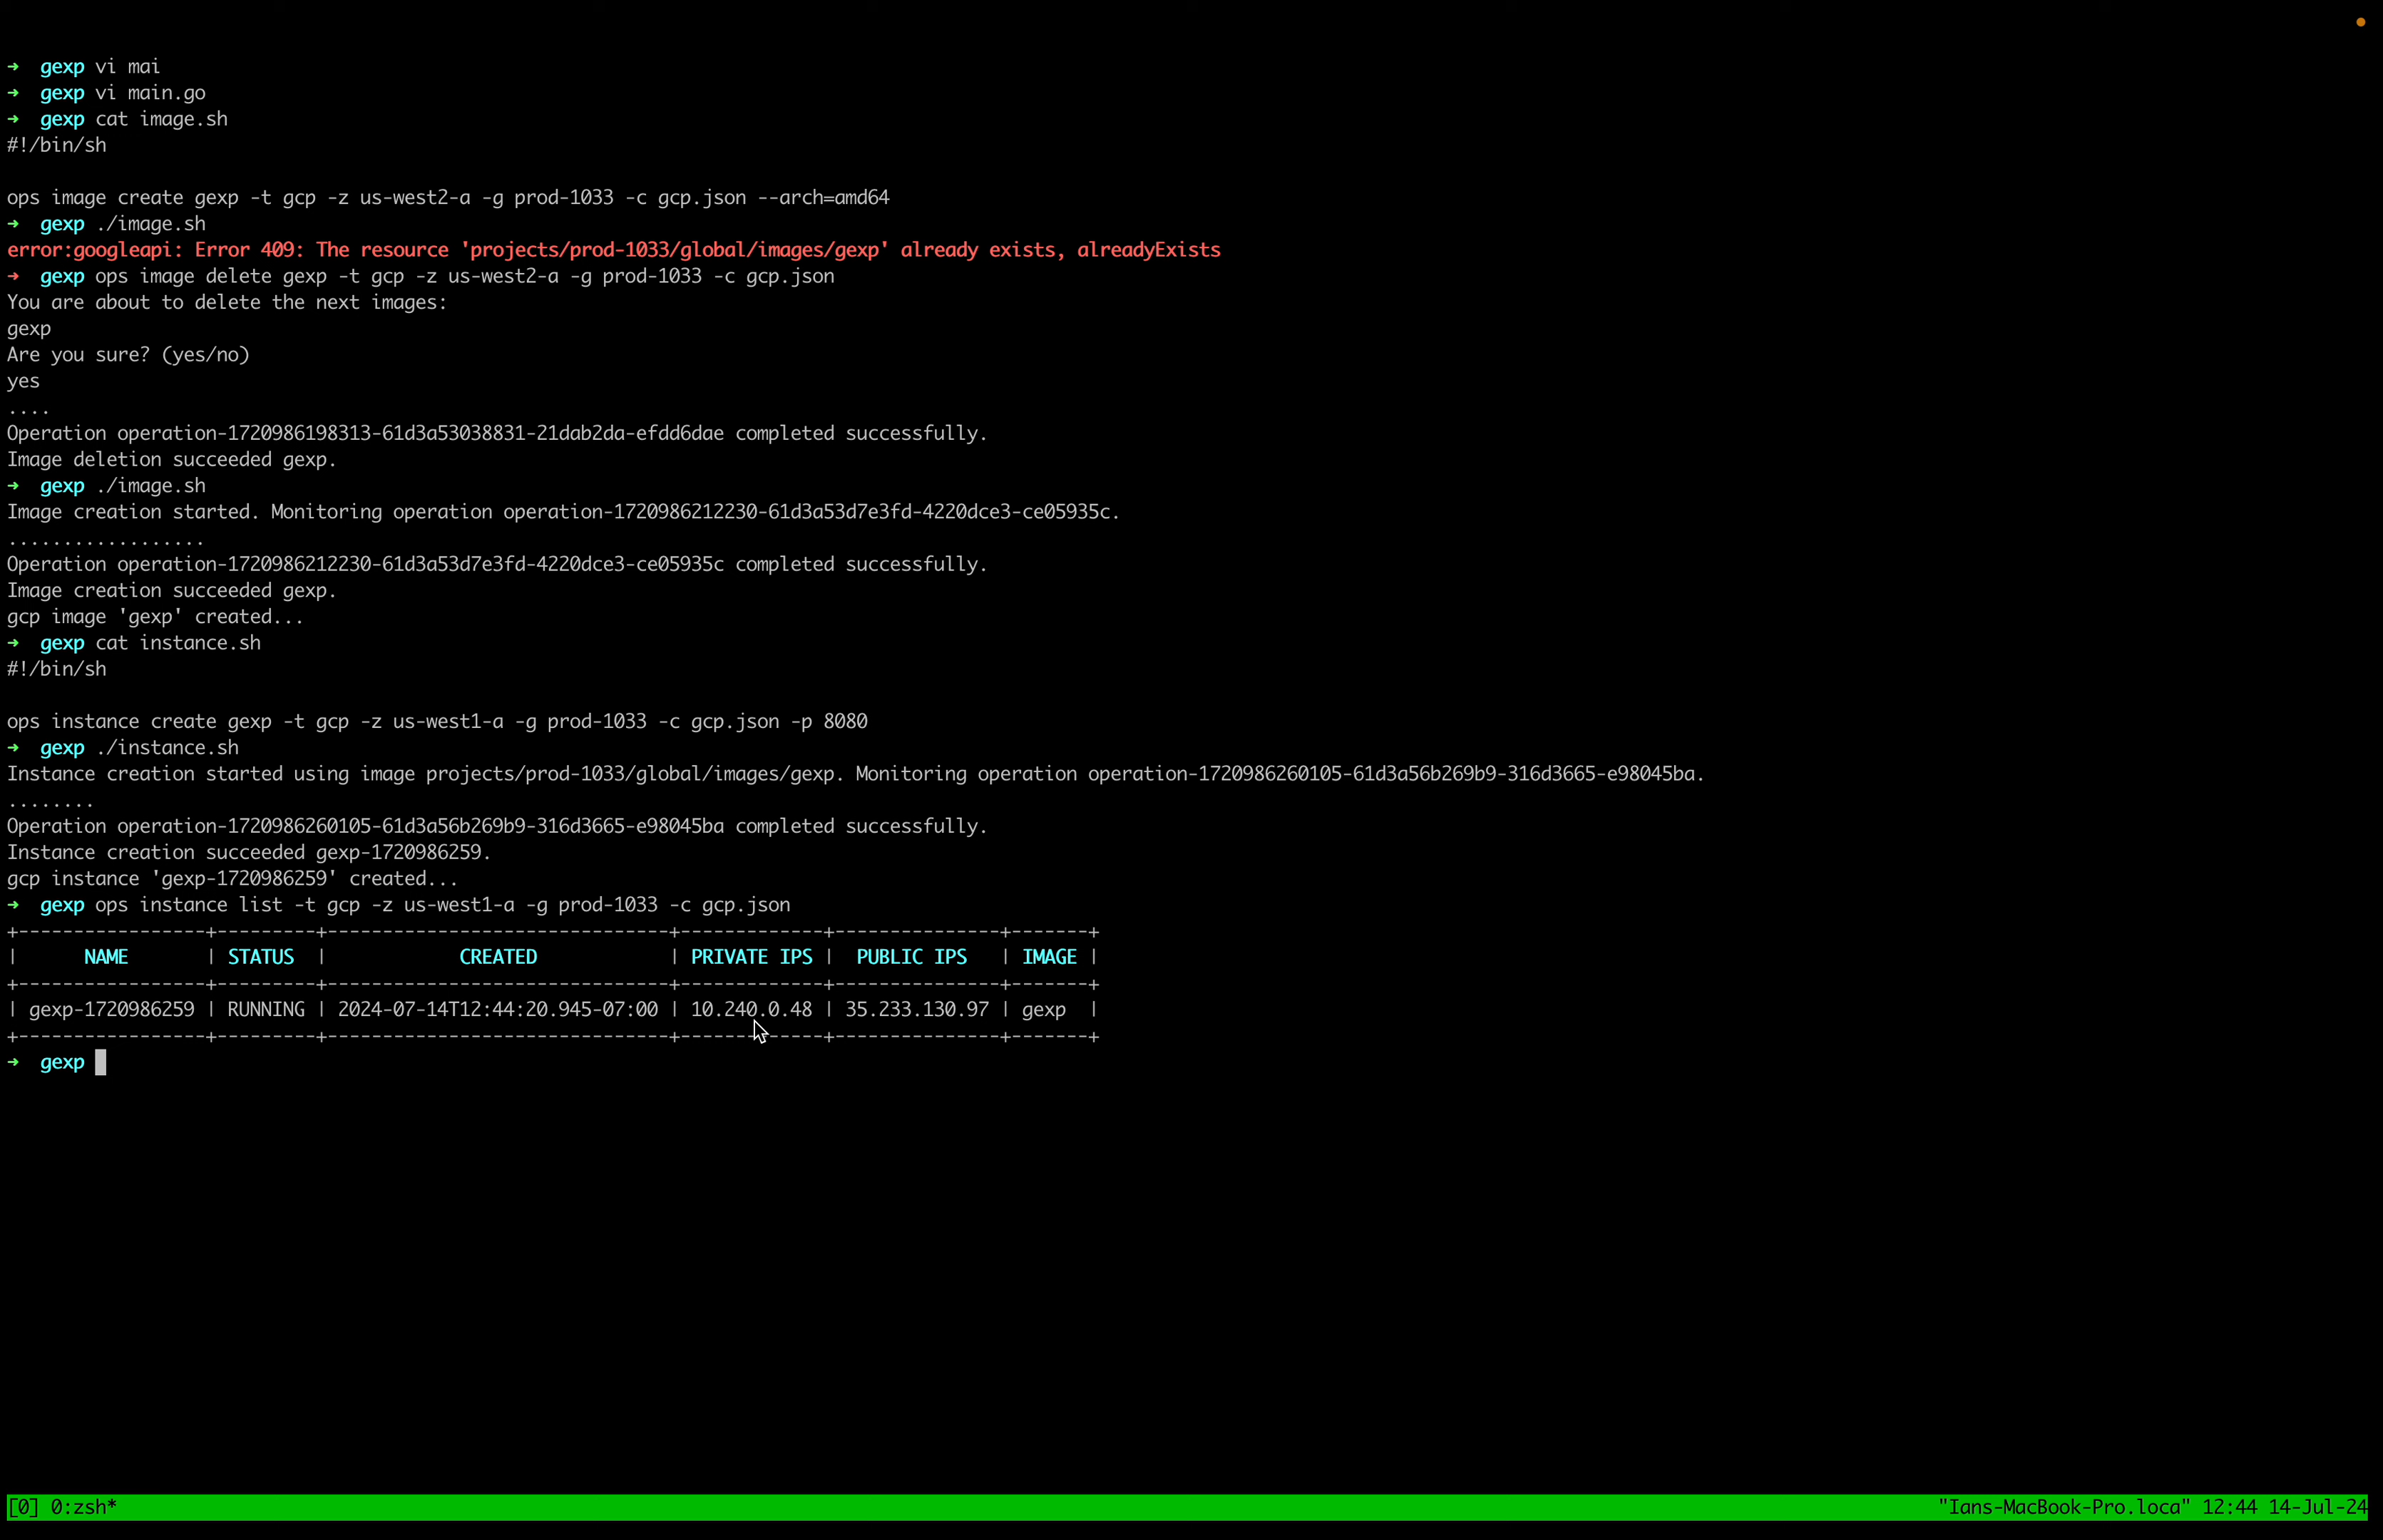 ➜  gexp vi mai
➜  gexp vi main.go
➜  gexp cat image.sh
#!/bin/sh

ops image create gexp -t gcp -z us-west2-a -g prod-1033 -c gcp.json --arch=amd64
➜  gexp ./image.sh
error:googleapi: Error 409: The resource 'projects/prod-1033/global/images/gexp' already exists, alreadyExists
➜  gexp ops image delete gexp -t gcp -z us-west2-a -g prod-1033 -c gcp.json
You are about to delete the next images:
gexp
Are you sure? (yes/no)
yes
....
Operation operation-1720986198313-61d3a53038831-21dab2da-efdd6dae completed successfully.
Image deletion succeeded gexp.
➜  gexp ./image.sh
Image creation started. Monitoring operation operation-1720986212230-61d3a53d7e3fd-4220dce3-ce05935c.
..................
Operation operation-1720986212230-61d3a53d7e3fd-4220dce3-ce05935c completed successfully.
Image creation succeeded gexp.
gcp image 'gexp' created...
➜  gexp cat instance.sh
#!/bin/sh

ops instance create gexp -t gcp -z us-west1-a -g prod-1033 -c gcp.json -p 8080
➜  gexp ./instance.sh
Instance creation started using image projects/prod-1033/global/images/gexp. Monitoring operation operation-1720986260105-61d3a56b269b9-316d3665-e98045ba.
........
Operation operation-1720986260105-61d3a56b269b9-316d3665-e98045ba completed successfully.
Instance creation succeeded gexp-1720986259.
gcp instance 'gexp-1720986259' created...
➜  gexp ops instance list -t gcp -z us-west1-a -g prod-1033 -c gcp.json
+-----------------+---------+-------------------------------+-------------+---------------+-------+
|      NAME       | STATUS  |            CREATED            | PRIVATE IPS |  PUBLIC IPS   | IMAGE |
+-----------------+---------+-------------------------------+-------------+---------------+-------+
| gexp-1720986259 | RUNNING | 2024-07-14T12:44:20.945-07:00 | 10.240.0.48 | 35.233.130.97 | gexp  |
+-----------------+---------+-------------------------------+-------------+---------------+-------+
➜  gexp
[0] 0:zsh* "Ians-MacBook-Pro.loca" 12:44 14-Jul-24